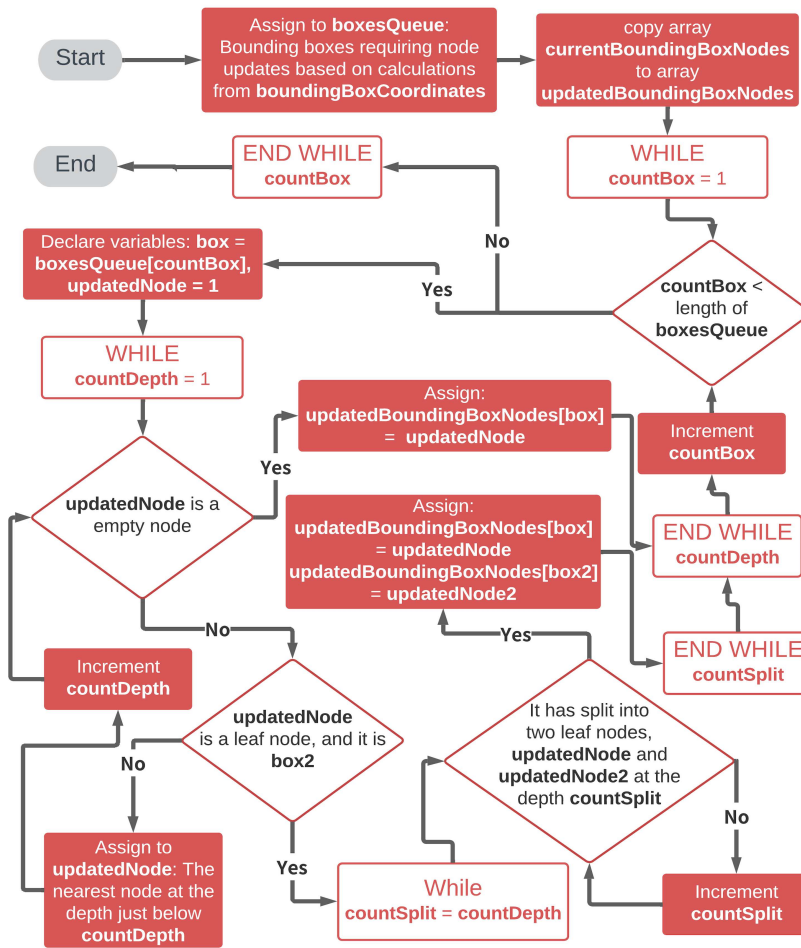 Start
Assign to boxesQueue:
Bounding boxes requiring node
updates based on calculations
from boundingBoxCoordinates
copy array
currentBoundingBoxNodes
to array
updatedBoundingBoxNodes
End
END WHILE
countBox
WHILE
countBox = 1
No
Declare variables: box =
boxesQueue[countBox],
updatedNode = 1
Yes
countBox <
length of
boxesQueue
WHILE
countDepth = 1
Assign:
updatedBoundingBoxNodes[box]
= updatedNode
Increment
countBox
Yes
updatedNode is a
empty node
Assign:
updatedBoundingBoxNodes[box]
= updatedNode
updatedBoundingBoxNodes[box2]
= updatedNode2
END WHILE
countDepth
No
Yes
END WHILE
countSplit
Increment
countDepth
updatedNode
is a leaf node, and it is
box2
It has split into
two leaf nodes,
updatedNode and
updatedNode2 at the
depth countSplit
No
No
Assign to
updatedNode: The
nearest node at the
depth just below
countDepth
Yes
While
countSplit = countDepth
Increment
countSplit